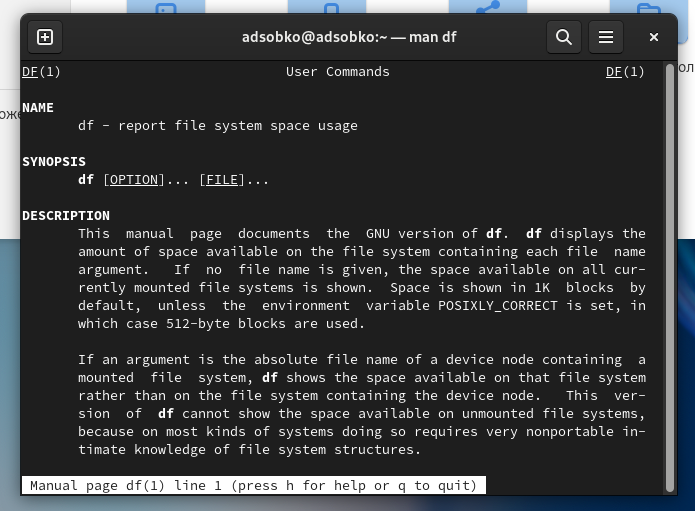 adsobko@adsobko:~ — man df
ол
DF(1) User Commands DF(1)
оже
NAME
df - report file system space usage
SYNOPSIS
df [OPTION]... [FILE]...
DESCRIPTION
This manual page documents the GNU version of df. df displays the
amount of space available on the file system containing each file name
argument. If no file name is given, the space available on all cur‐
rently mounted file systems is shown. Space is shown in 1K blocks by
default, unless the environment variable POSIXLY_CORRECT is set, in
which case 512-byte blocks are used.
If an argument is the absolute file name of a device node containing a
mounted file system, df shows the space available on that file system
rather than on the file system containing the device node. This ver‐
sion of df cannot show the space available on unmounted file systems,
because on most kinds of systems doing so requires very nonportable in‐
timate knowledge of file system structures.
Manual page df(1) line 1 (press h for help or q to quit)